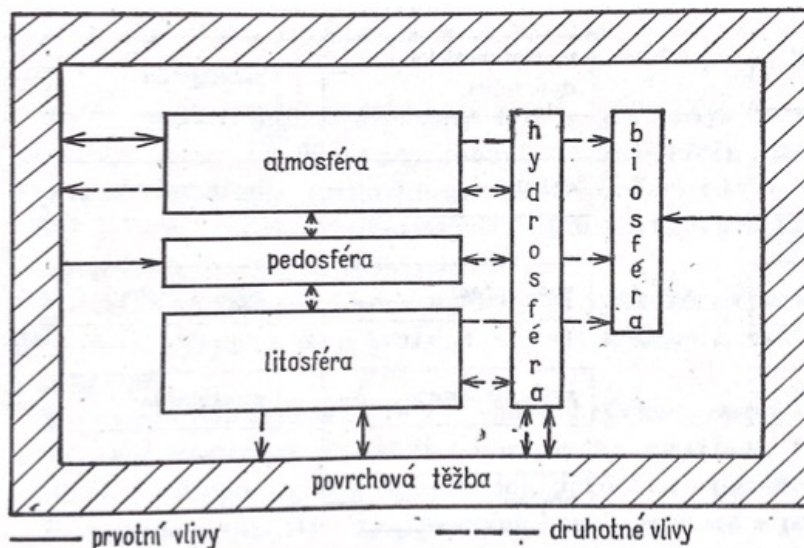 atmosféra
pedosféra
litosféra
hydrosféra
biosféra
povrchová těžba
prvotní vlivy
druhotné vlivy